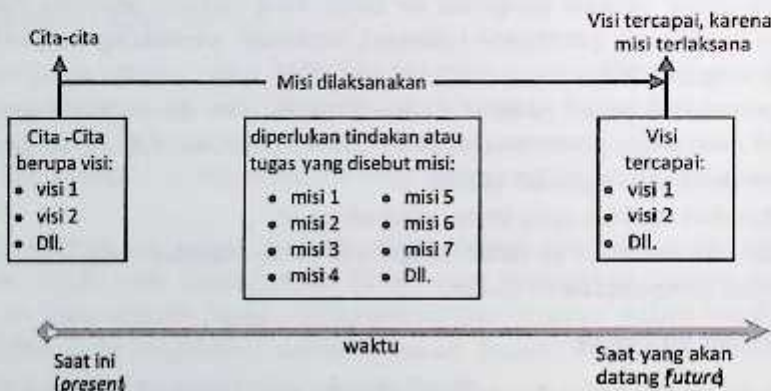 Cita-cita
Visi tercapai, karena
misi terlaksana
Misi dilaksanakan
Cita -Cita
berupa visi:
• visi 1
• visi 2
• Dll.
diperlukan tindakan atau
tugas yang disebut misi:
• misi 1
• misi 2
• misi 3
• misi 4
• misi 5
• misi 6
• misi 7
• Dll.
Visi
tercapai:
• visi 1
• visi 2
• Dll.
waktu
Saat ini
(present)
Saat yang akan
datang future